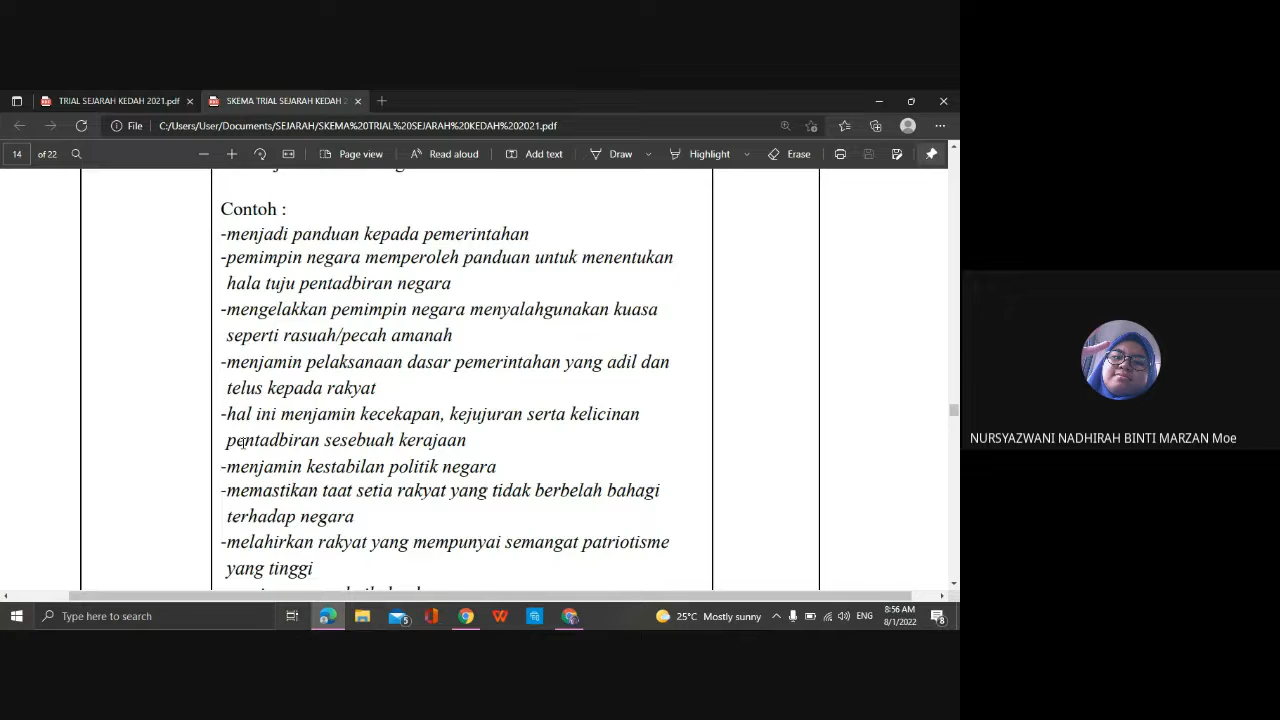 TRIAL SEJARAH KEDAH 2021.pdf
SKEMA TRIAL SEJARAH KEDAH 2
File
C:/Users/User/Documents/SEJARAH/SKEMA%20TRIAL%20SEJARAH%20KEDAH%202021.pdf
14 of 22
Page view
Read aloud
Add text
Draw
Highlight
Erase
Contoh :
-menjadi panduan kepada pemerintahan
-pemimpin negara memperoleh panduan untuk menentukan
hala tuju pentadbiran negara
-mengelakkan pemimpin negara menyalahgunakan kuasa
seperti rasuah/pecah amanah
-menjamin pelaksanaan dasar pemerintahan yang adil dan
telus kepada rakyat
-hal ini menjamin kecekapan, kejujuran serta kelicinan
pentadbiran sesebuah kerajaan
-menjamin kestabilan politik negara
-memastikan taat setia rakyat yang tidak berbelah bahagi
terhadap negara
-melahirkan rakyat yang mempunyai semangat patriotisme
yang tinggi
NURSYAZWANI NADHIRAH BINTI MARZAN Moe
Type here to search
5
25°C Mostly sunny
ENG
8:56 AM
8/1/2022
8